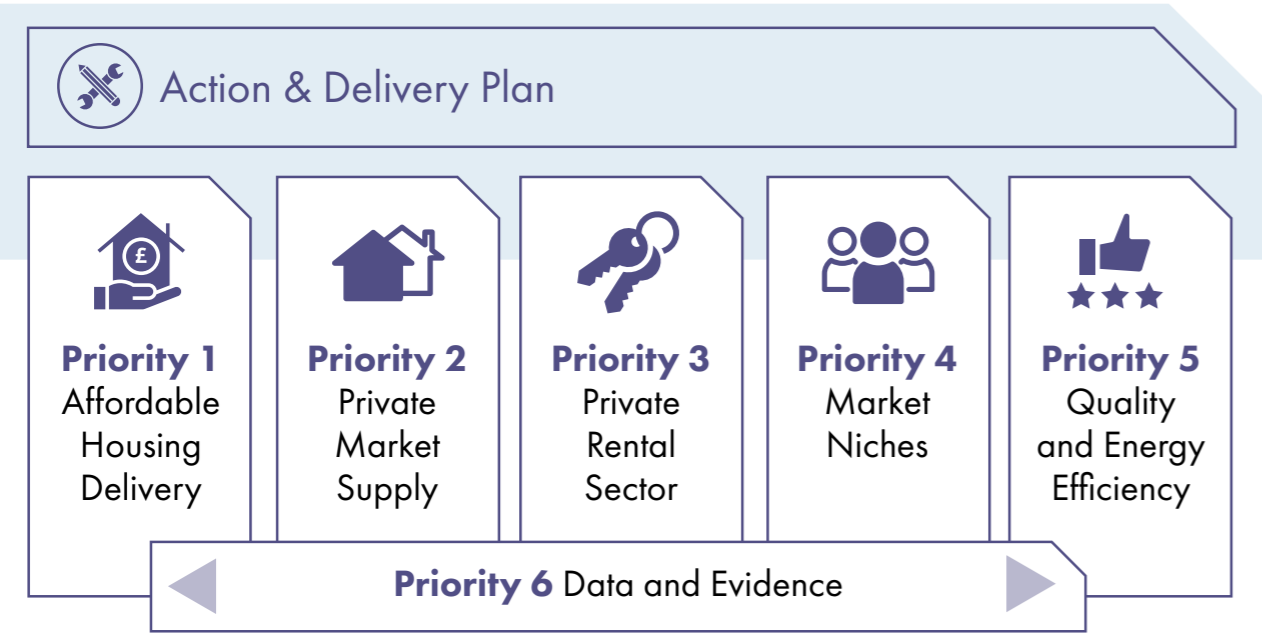 Action & Delivery Plan
£
Priority 1
Affordable
Housing
Delivery
Priority 2
Private
Market
Supply
Priority 3
Private
Rental
Sector
Priority 4
Market
Niches
Priority 5
Quality
and Energy
Efficiency
Priority 6 Data and Evidence